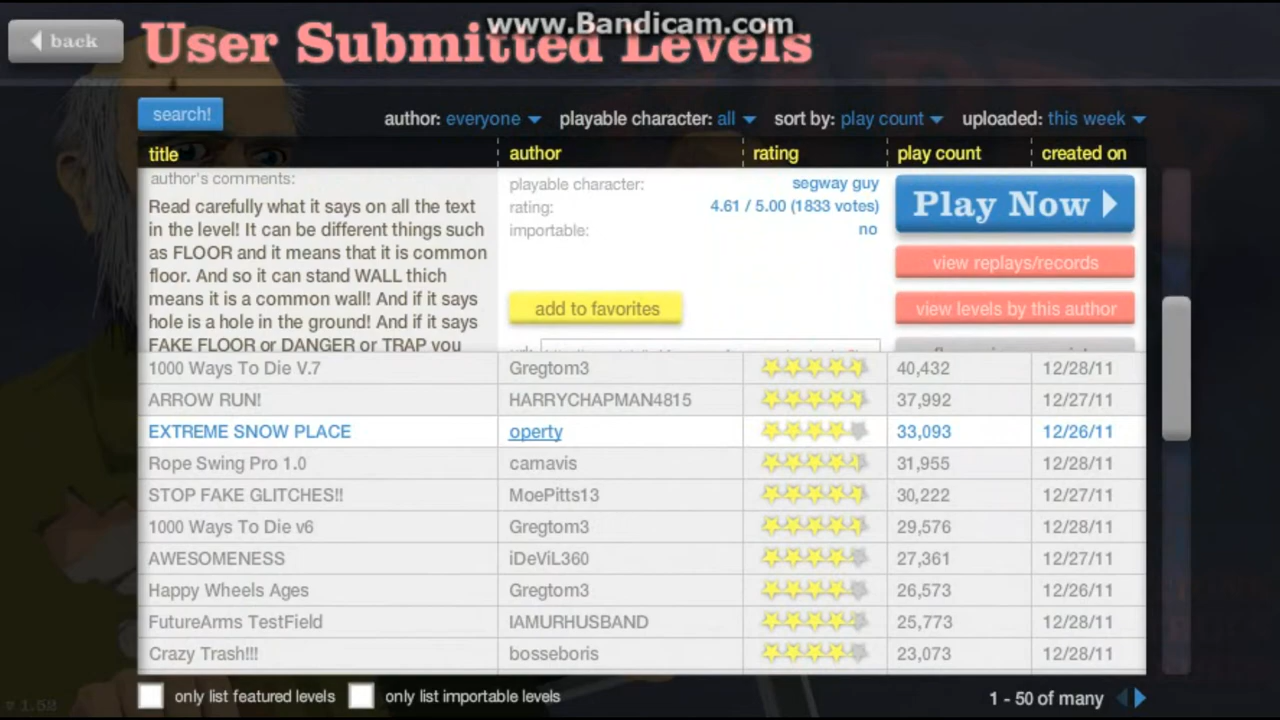 www.Bandicam.com
back
User Submitted Levels
search!
author: everyone playable character: all sort by: play count uploaded: this week
title author rating play count created on
author's comments:
Read carefully what it says on all the text
in the level! It can be different things such
as FLOOR and it means that it is common
floor. And so it can stand WALL thich
means it is a common wall! And if it says
hole is a hole in the ground! And if it says
FAKE FLOOR or DANGER or TRAP you
playable character: segway guy
rating: 4.61 / 5.00 (1833 votes)
importable: no
add to favorites
Play Now
view replays/records
view levels by this author
1000 Ways To Die V.7 Gregtom3 40,432 12/28/11
ARROW RUN! HARRYCHAPMAN4815 37,992 12/27/11
EXTREME SNOW PLACE operty 33,093 12/26/11
Rope Swing Pro 1.0 camavis 31,955 12/28/11
STOP FAKE GLITCHES!! MoePitts13 30,222 12/27/11
1000 Ways To Die v6 Gregtom3 29,576 12/28/11
AWESOMENESS iDeViL360 27,361 12/27/11
Happy Wheels Ages Gregtom3 26,573 12/26/11
FutureArms TestField IAMURHUSBAND 25,773 12/28/11
Crazy Trash!!! bosseboris 23,073 12/28/11
only list featured levels only list importable levels 1 - 50 of many
v 1.52